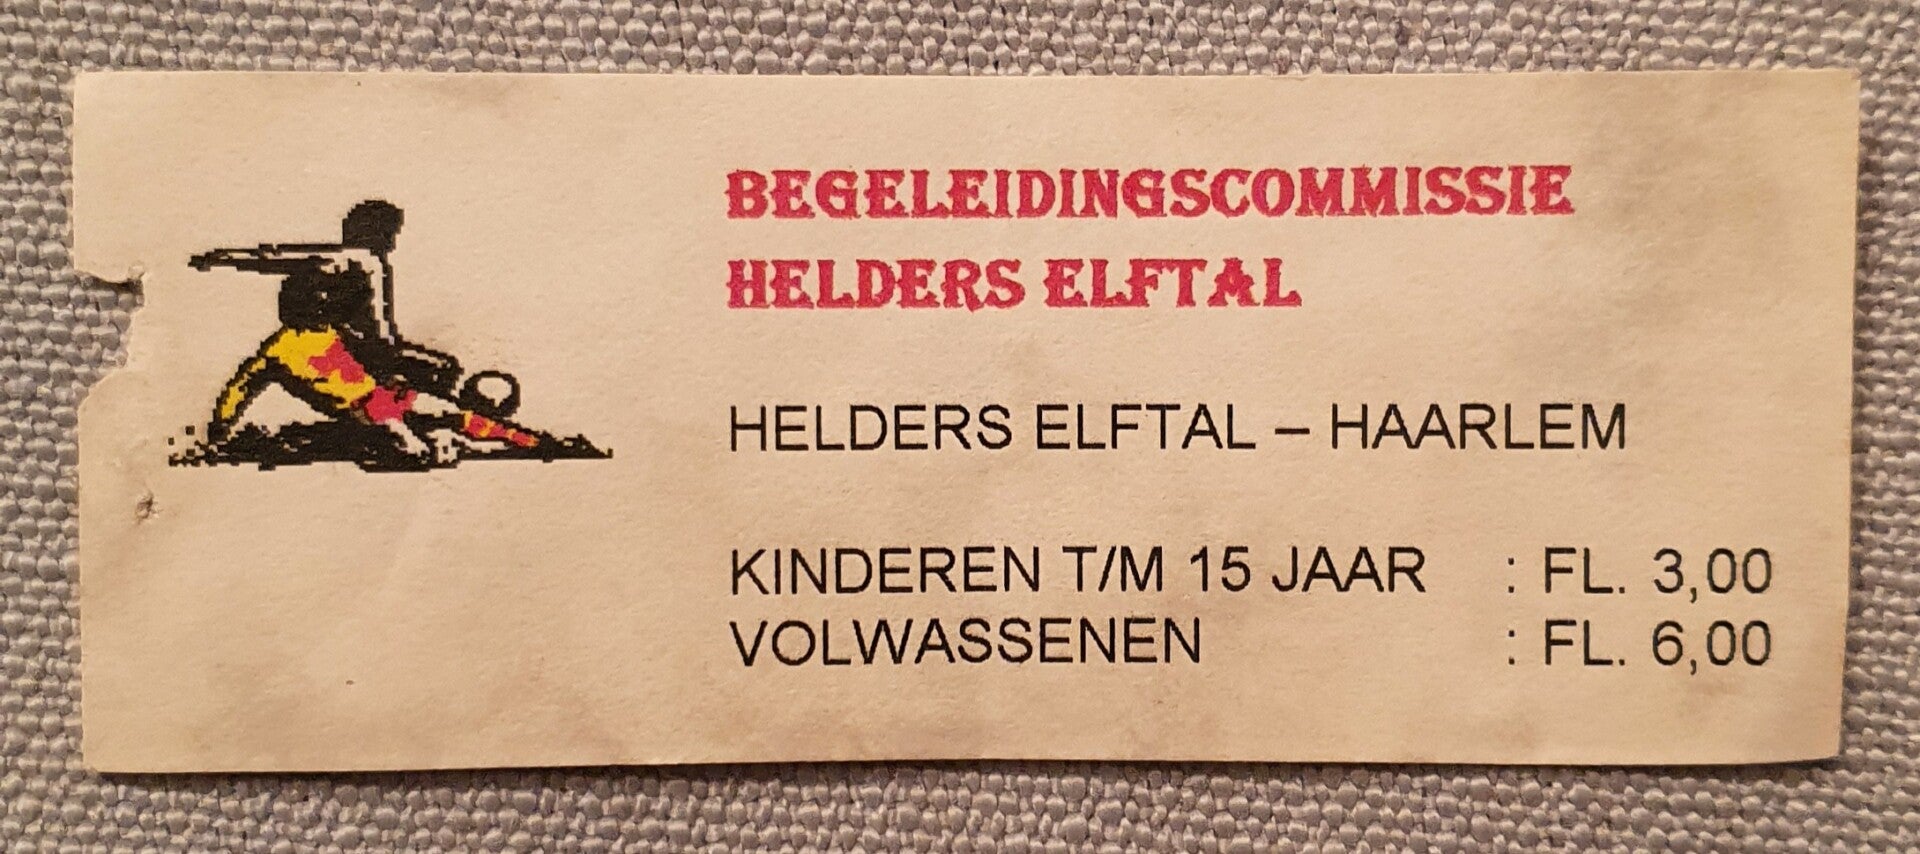 BEGELEIDINGSCOMMISSIE
HELDERS ELFTAL
HELDERS ELFTAL – HAARLEM
KINDEREN T/M 15 JAAR : FL. 3,00
VOLWASSENEN : FL. 6,00